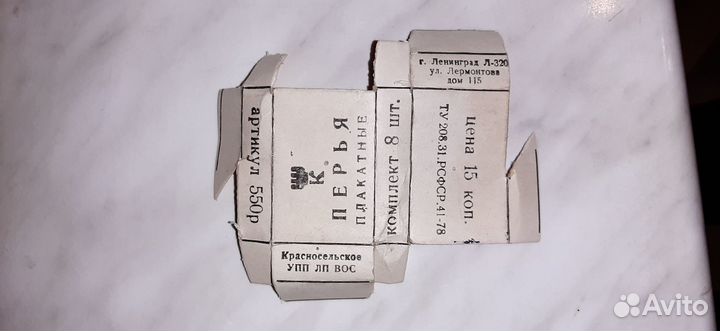 артикул 550р
К
ПЕРЬЯ
ПЛАКАТНЫЕ
комплект 8 шт.
г. Ленинград Л-320
ул. Лермонтова
дом 115
цена 15 коп.
ТУ 208.31.РСФСР.41-78
Красносельское
УПП ЛП ВОС
Avito